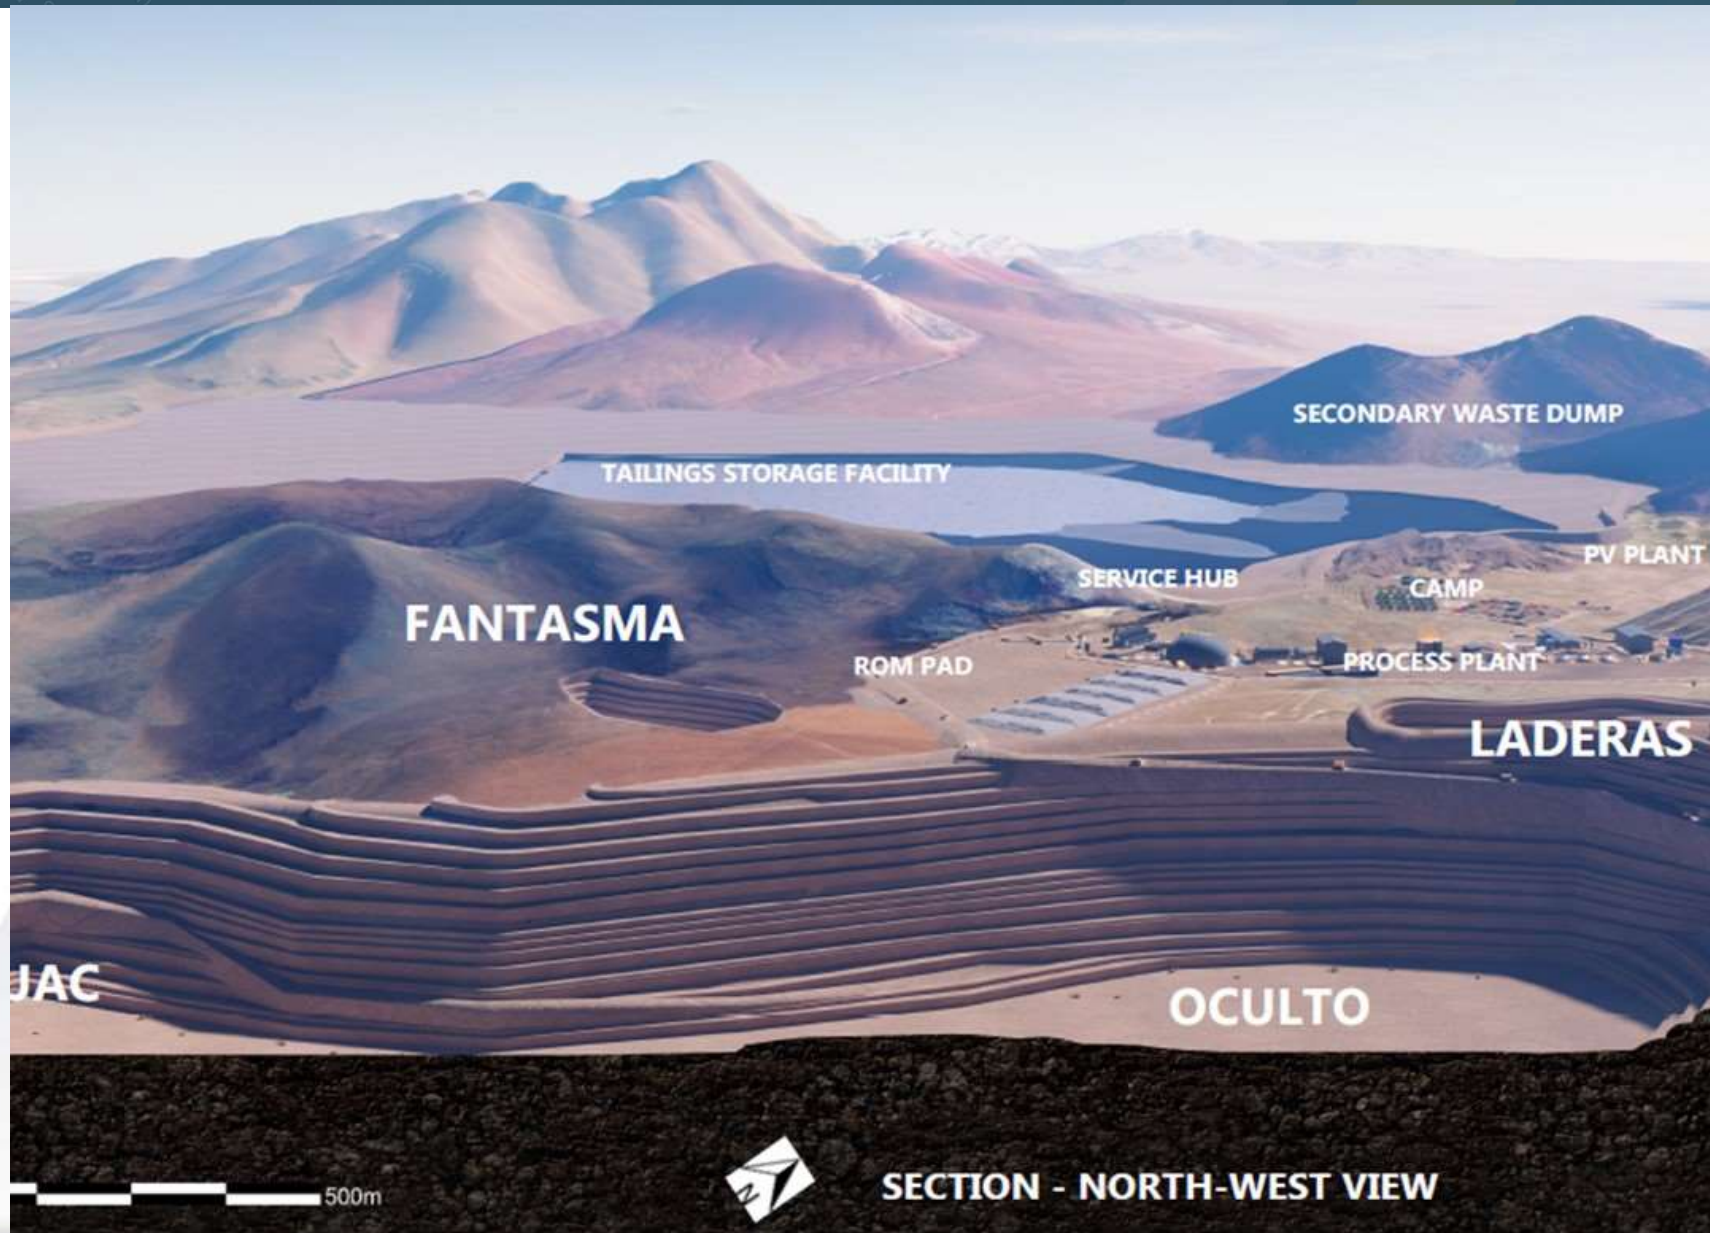 SECONDARY WASTE DUMP
TAILINGS STORAGE FACILITY
PV PLANT
SERVICE HUB
CAMP
FANTASMA
ROM PAD
PROCESS PLANT
LADERAS
JAC
OCULTO
N
500m
SECTION - NORTH-WEST VIEW